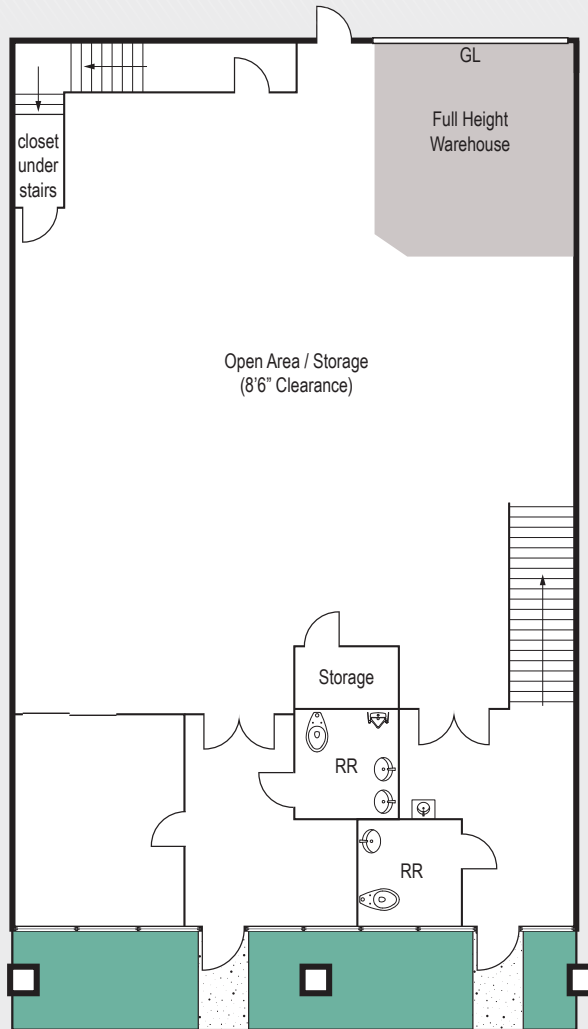 GL
Full Height
Warehouse
closet
under
stairs
Open Area / Storage
(8’6” Clearance)
Storage
RR
RR